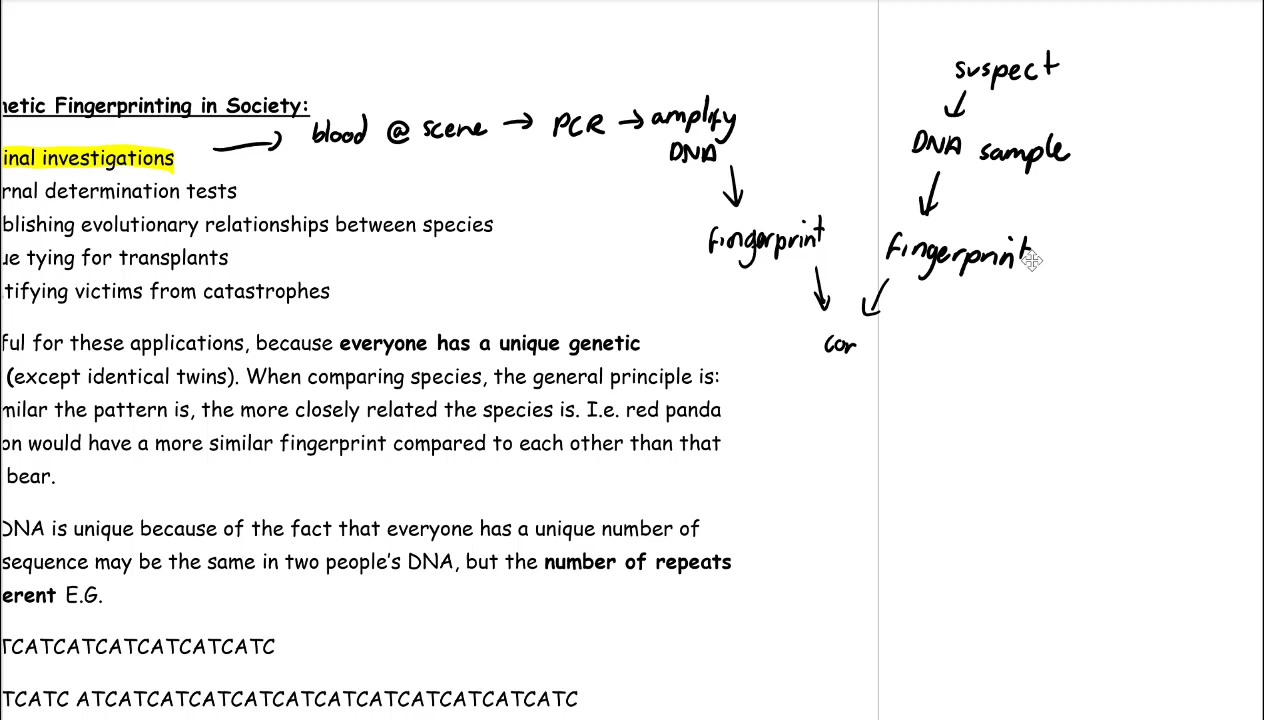 suspect
netic Fingerprinting in Society:
blood @ scene → PCR → amplify
DNA
DNA sample
inal investigations
rnal determination tests
blishing evolutionary relationships between species
fingerprint
fingerprint
ue tying for transplants
tifying victims from catastrophes
ful for these applications, because everyone has a unique genetic
cor
(except identical twins). When comparing species, the general principle is:
milar the pattern is, the more closely related the species is. I.e. red panda
on would have a more similar fingerprint compared to each other than that
bear.
DNA is unique because of the fact that everyone has a unique number of
sequence may be the same in two people's DNA, but the number of repeats
erent E.G.
TCATCATCATCATCATCATC
TCATC ATCATCATCATCATCATCATCATCATCATCATC